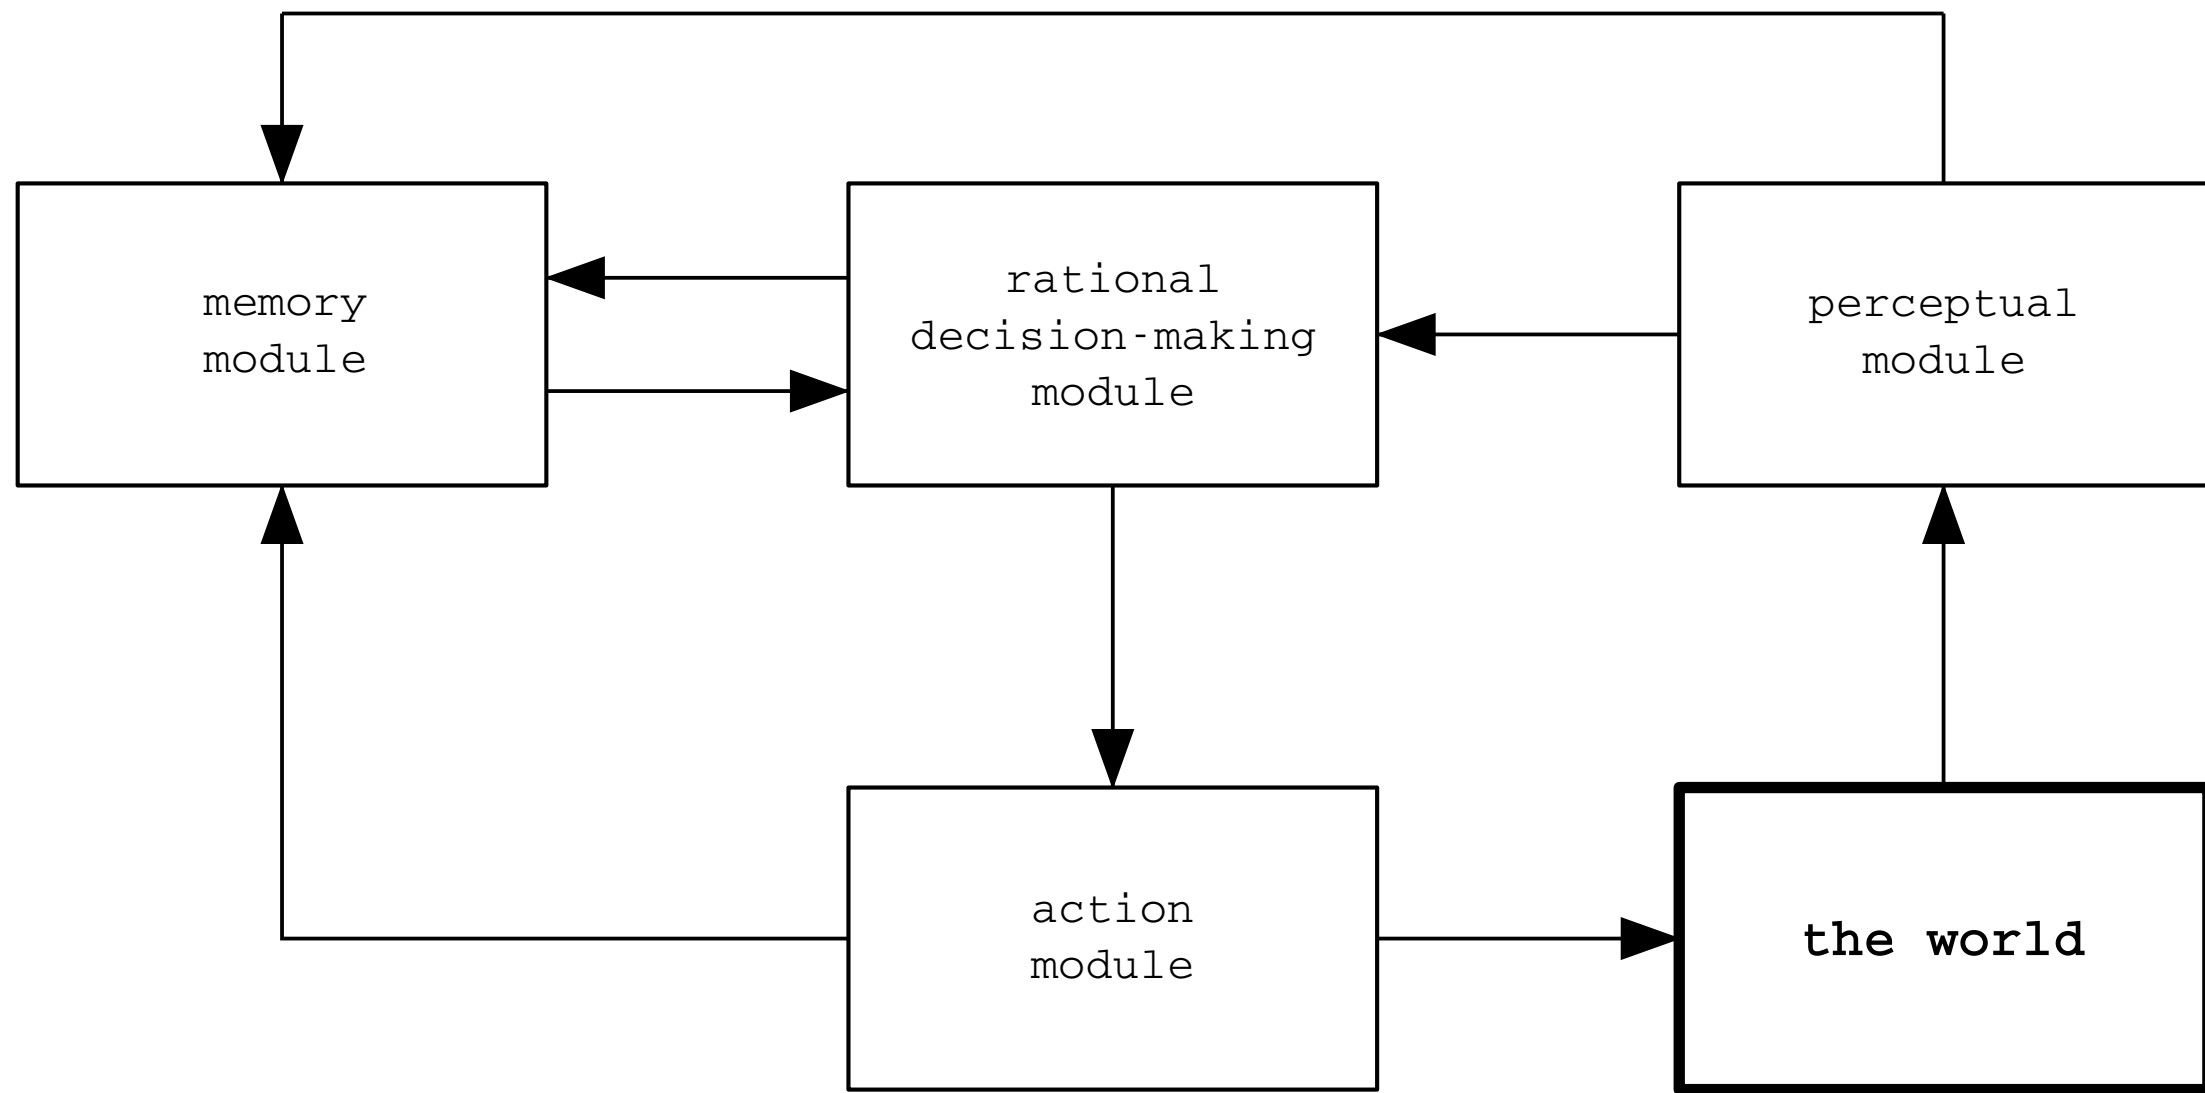 memory
module
rational
decision-making
module
perceptual
module
action
module
the world